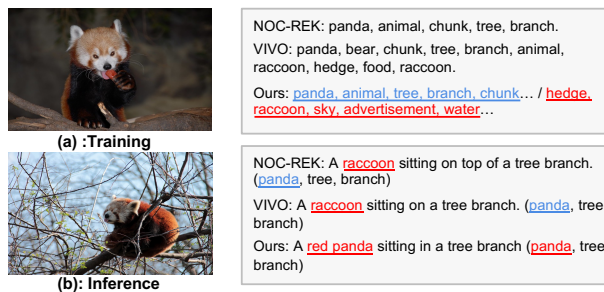 NOC-REK: panda, animal, chunk, tree, branch.
VIVO: panda, bear, chunk, tree, branch, animal,
raccoon, hedge, food, raccoon.
Ours: panda, animal, tree, branch, chunk… / hedge,
raccoon, sky, advertisement, water…
(a) :Training
NOC-REK: A raccoon sitting on top of a tree branch.
(panda, tree, branch)
VIVO: A raccoon sitting on a tree branch. (panda, tree
branch)
Ours: A red panda sitting in a tree branch (panda, tree
branch)
(b): Inference